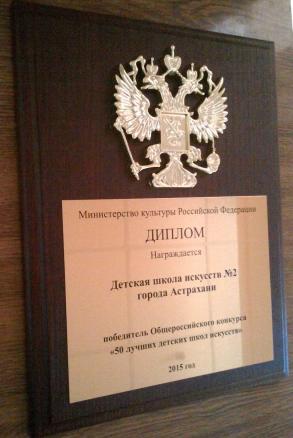 Министерство культуры Российской Федерации
ДИПЛОМ
Награждается
Детская школа искусств №2
города Астрахани
победитель Общероссийского конкурса
«50 лучших детских школ искусств»
2015 год